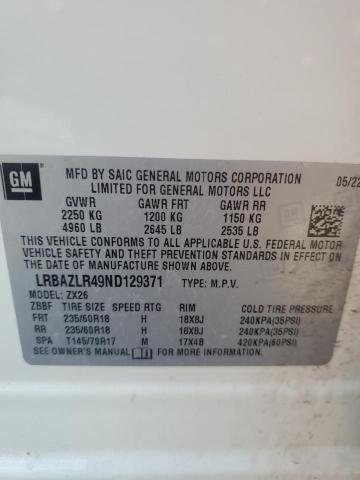 GM
MFD BY SAIC GENERAL MOTORS CORPORATION 05/22
LIMITED FOR GENERAL MOTORS LLC
GVWR GAWR FRT GAWR RR
2250 KG 1200 KG 1150 KG
4960 LB 2645 LB 2535 LB
THIS VEHICLE CONFORMS TO ALL APPLICABLE U.S. FEDERAL MOTOR
VEHICLE SAFETY AND THEFT PREVENTION STANDARDS IN EFFECT ON
THE DATE OF MANUFACTURE SHOWN ABOVE.
LRBAZLR49ND129371 TYPE: M.P.V.
MODEL: ZX26
ZBBF TIRE SIZE SPEED RTG RIM COLD TIRE PRESSURE
FRT 235/60R18 H 18X8J 240KPA(35PSI)
RR 235/60R18 H 18X8J 240KPA(35PSI)
SPA T145/70R17 M 17X4B 420KPA(60PSI)
SEE OWNER'S MANUAL FOR MORE INFORMATION.